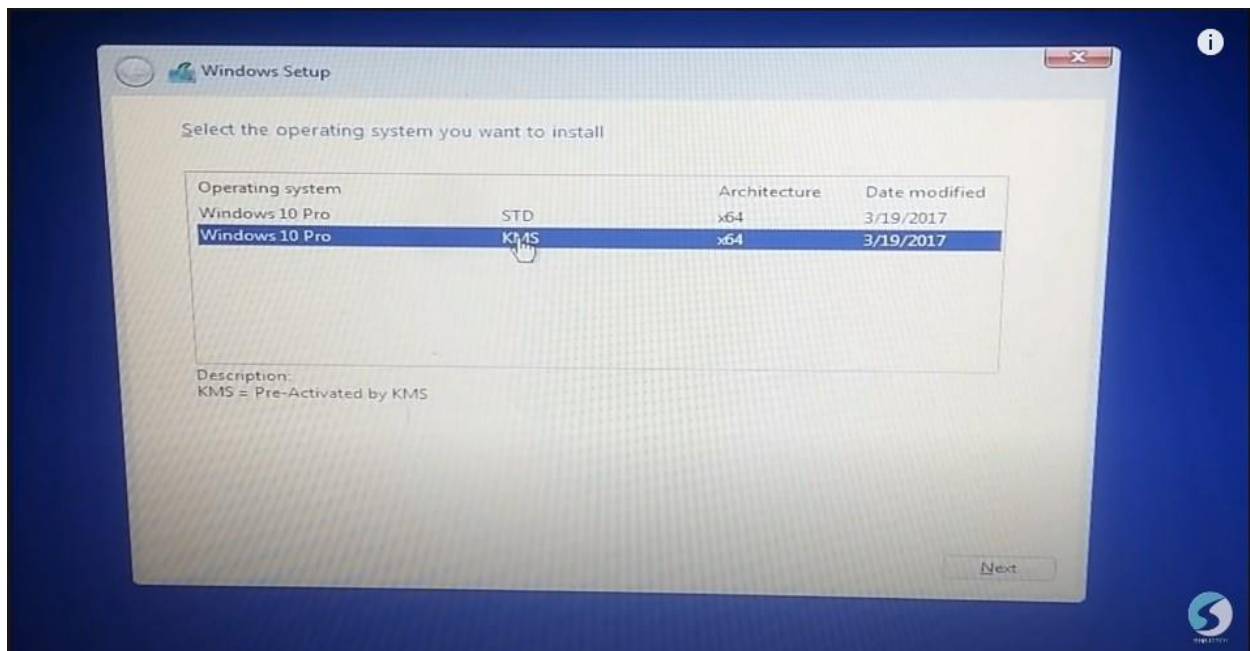 Windows Setup
Select the operating system you want to install
Operating system Architecture Date modified
Windows 10 Pro STD x64 3/19/2017
Windows 10 Pro KMS x64 3/19/2017
Description:
KMS = Pre-Activated by KMS
Next